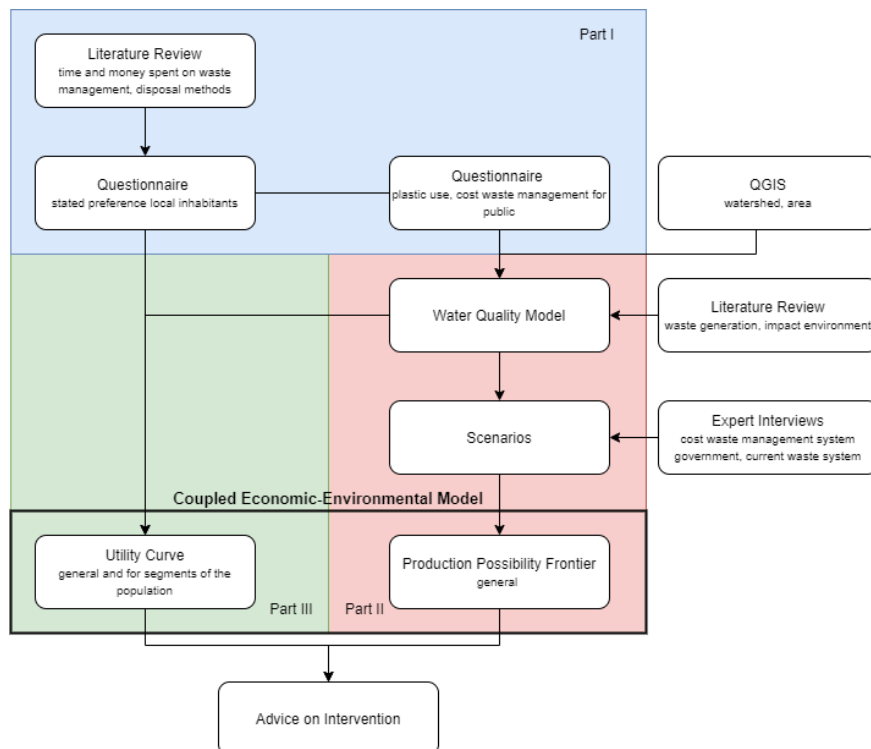 Part I
Literature Review
time and money spent on waste
management, disposal methods
Questionnaire
stated preference local inhabitants
Questionnaire
plastic use, cost waste management for
public
QGIS
watershed, area
Water Quality Model
Literature Review
waste generation, impact environment
Scenarios
Expert Interviews
cost waste management system
government, current waste system
Coupled Economic-Environmental Model
Utility Curve
general and for segments of the
population
Production Possibility Frontier
general
Part III
Part II
Advice on Intervention